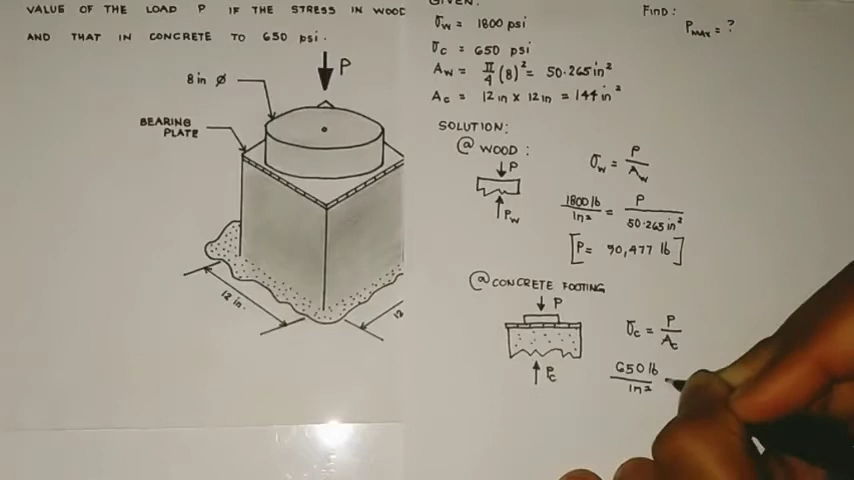 VALUE OF THE LOAD P IF THE STRESS IN WOOD
AND THAT IN CONCRETE TO 650 psi.
P
8 in Ø
BEARING
PLATE
12 in.
12
GIVEN:
σw = 1800 psi
σc = 650 psi
Aw = π/4 (8)² = 50.265 in²
Ac = 12 in x 12 in = 144 in²
FIND:
PMAX = ?
SOLUTION:
@ WOOD:
P
Pw
σw = P/Aw
1800 lb/in² = P/50.265 in²
[P = 90,477 lb]
@ CONCRETE FOOTING
P
Pc
σc = P/Ac
650 lb/in²